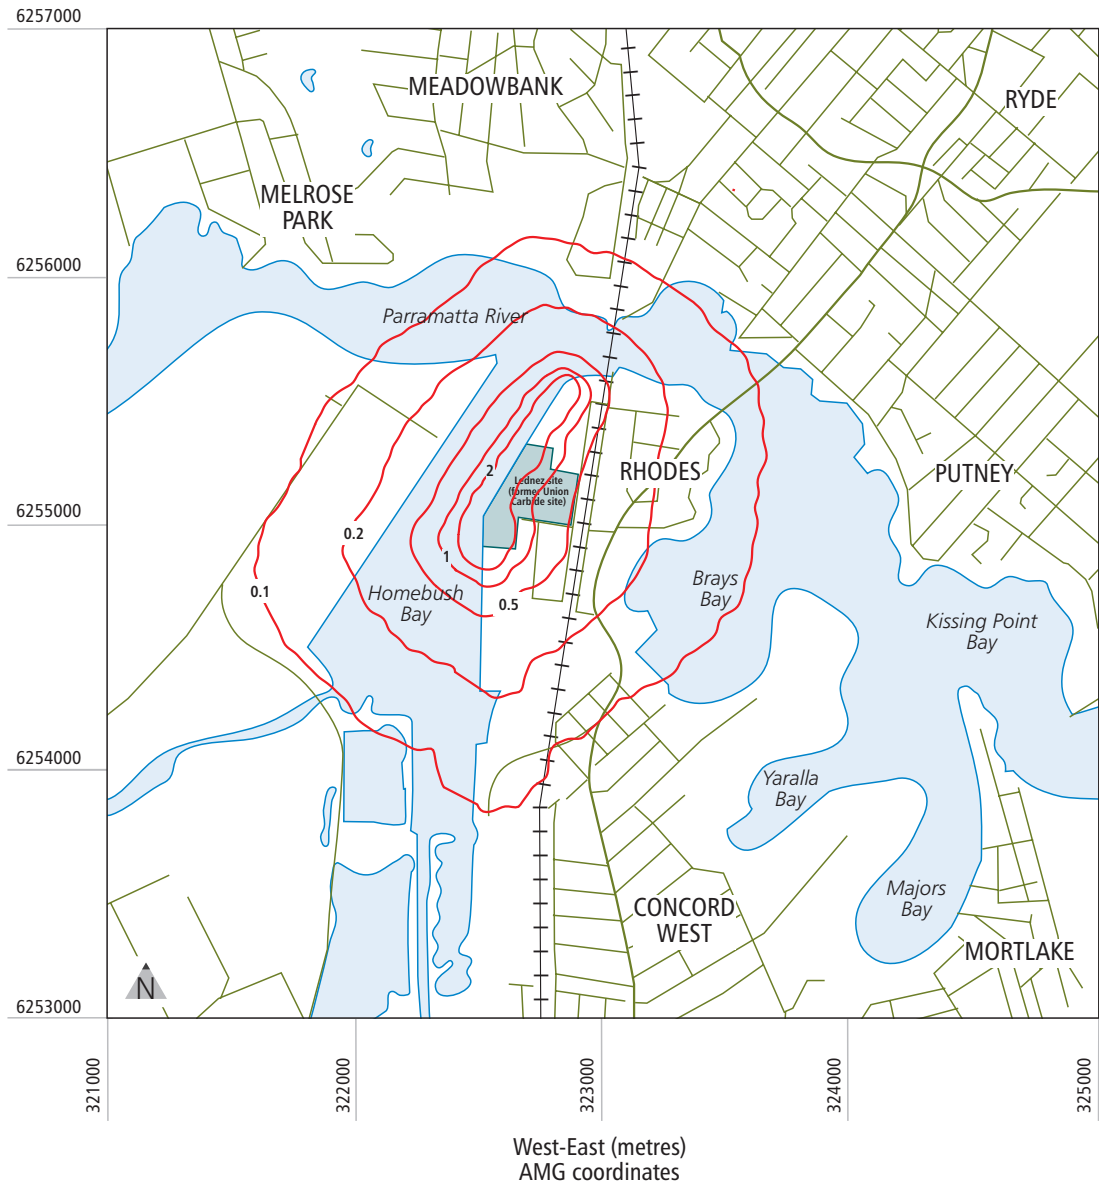 6257000
MEADOWBANK
RYDE
MELROSE
PARK
6256000
Parramatta River
2
RHODES
PUTNEY
Lednez site
(former Union
Carbide site)
6255000
0.2
1
0.1
Homebush
Bay
0.5
Brays
Bay
Kissing Point
Bay
6254000
Yaralla
Bay
Majors
Bay
CONCORD
WEST
MORTLAKE
N
6253000
321000
322000
323000
324000
325000
West-East (metres)
AMG coordinates